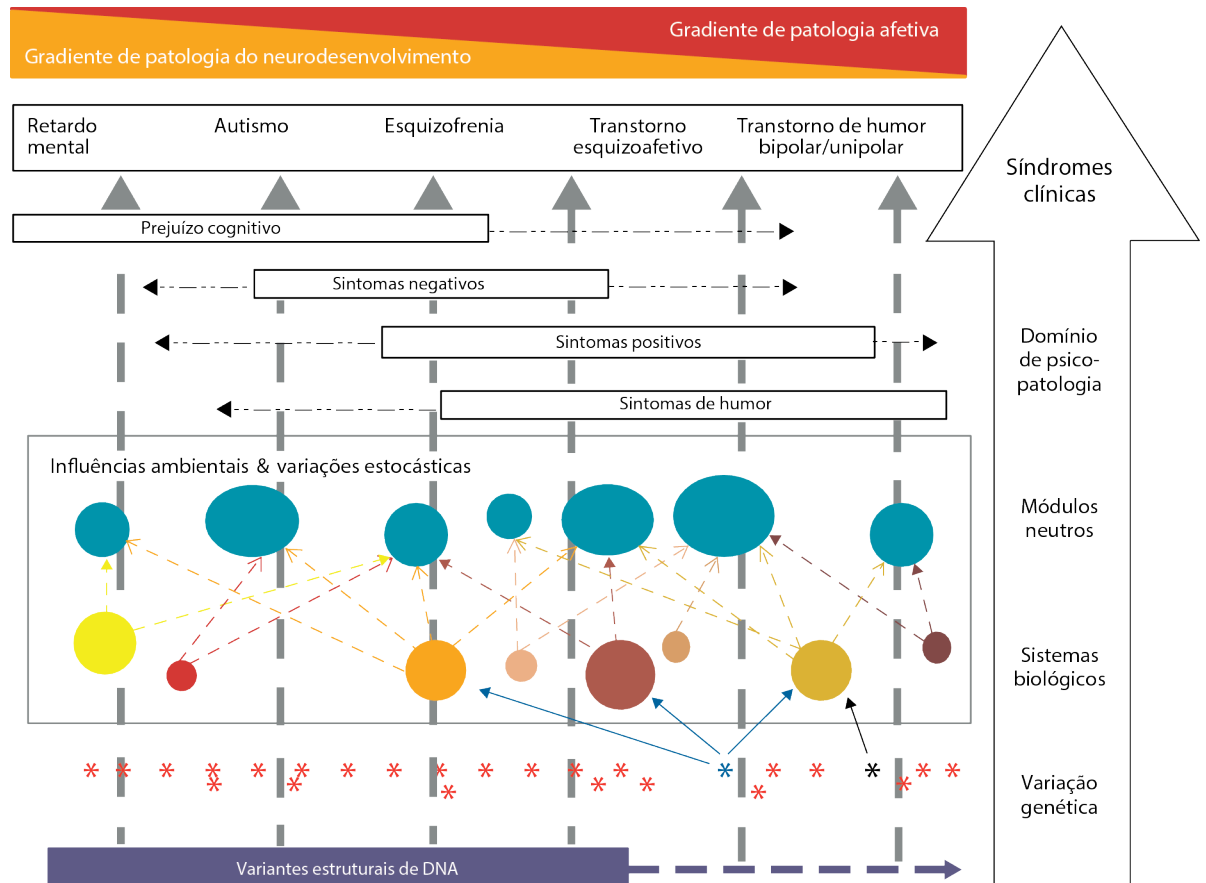 Gradiente de patologia afetiva
Gradiente de patologia do neurodesenvolvimento
Retardo
mental
Autismo
Esquizofrenia
Transtorno
esquizoafetivo
Transtorno de humor
bipolar/unipolar
Síndromes
clínicas
Prejuízo cognitivo
Sintomas negativos
Sintomas positivos
Sintomas de humor
Domínio
de psico-
patologia
Influências ambientais & variações estocásticas
Módulos
neutros
Sistemas
biológicos
Variação
genética
Variantes estruturais de DNA